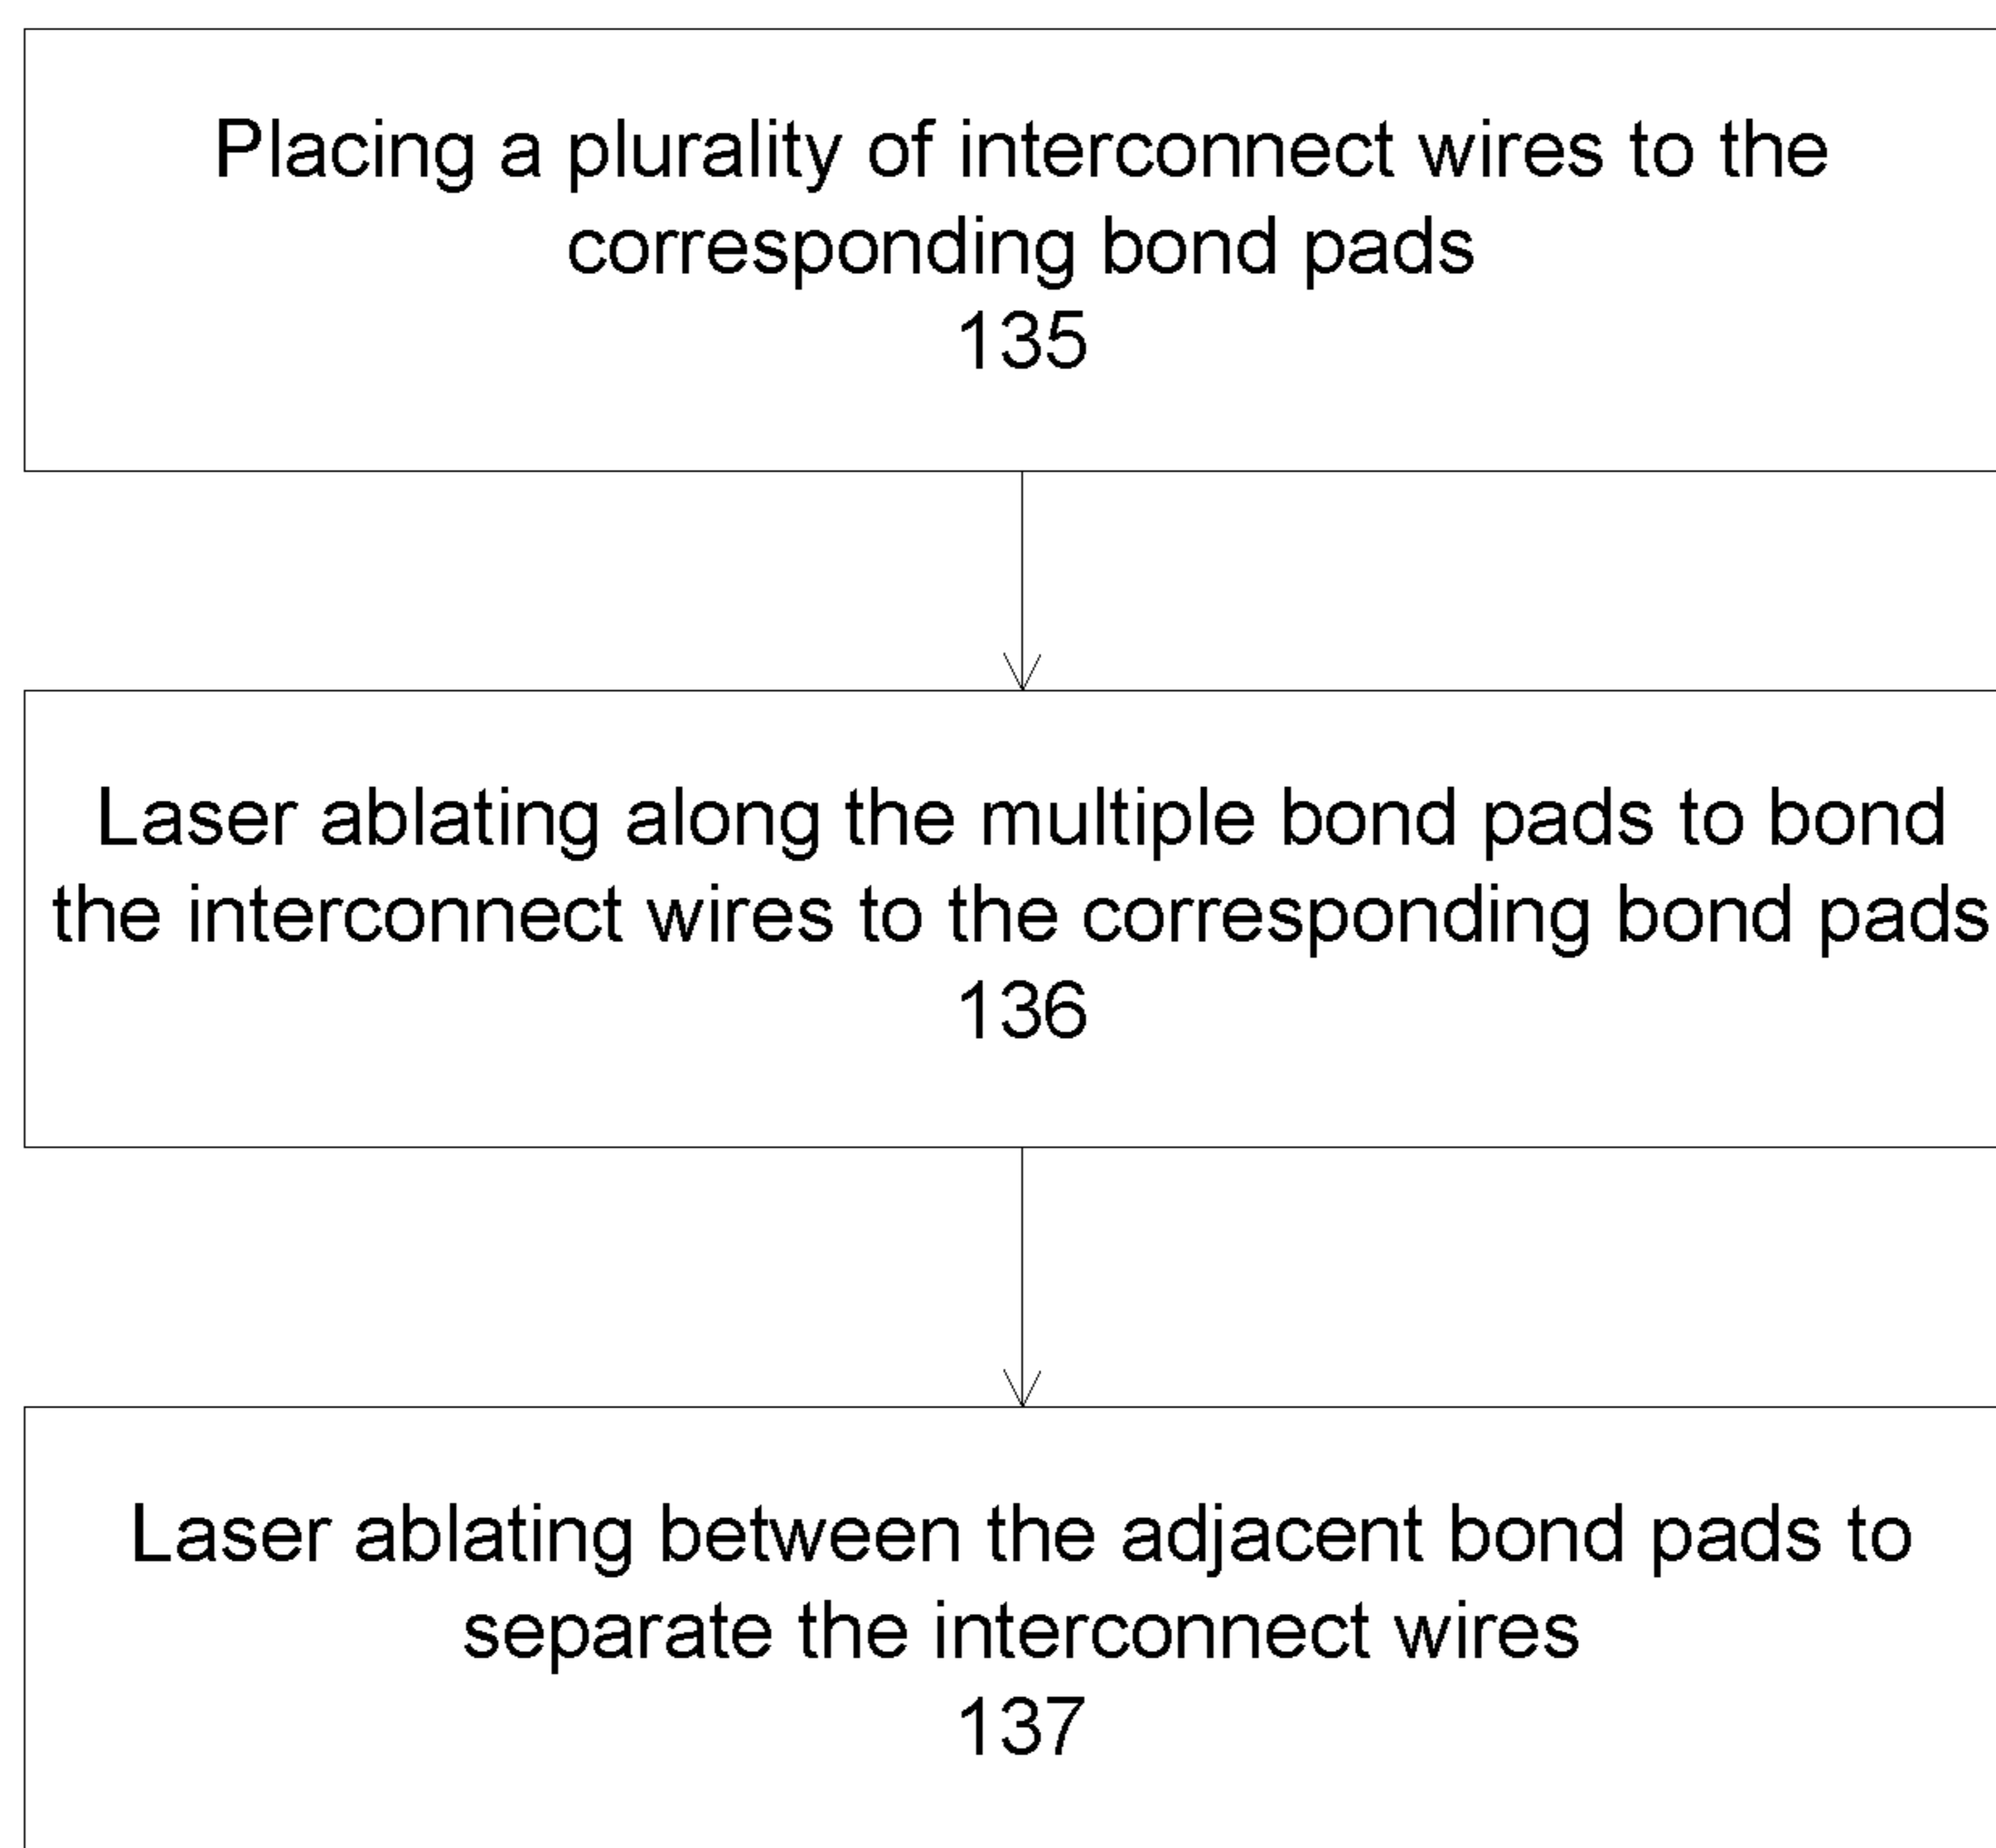 Placing a plurality of interconnect wires to the
corresponding bond pads
135
Laser ablating along the multiple bond pads to bond
the interconnect wires to the corresponding bond pads
136
Laser ablating between the adjacent bond pads to
separate the interconnect wires
137